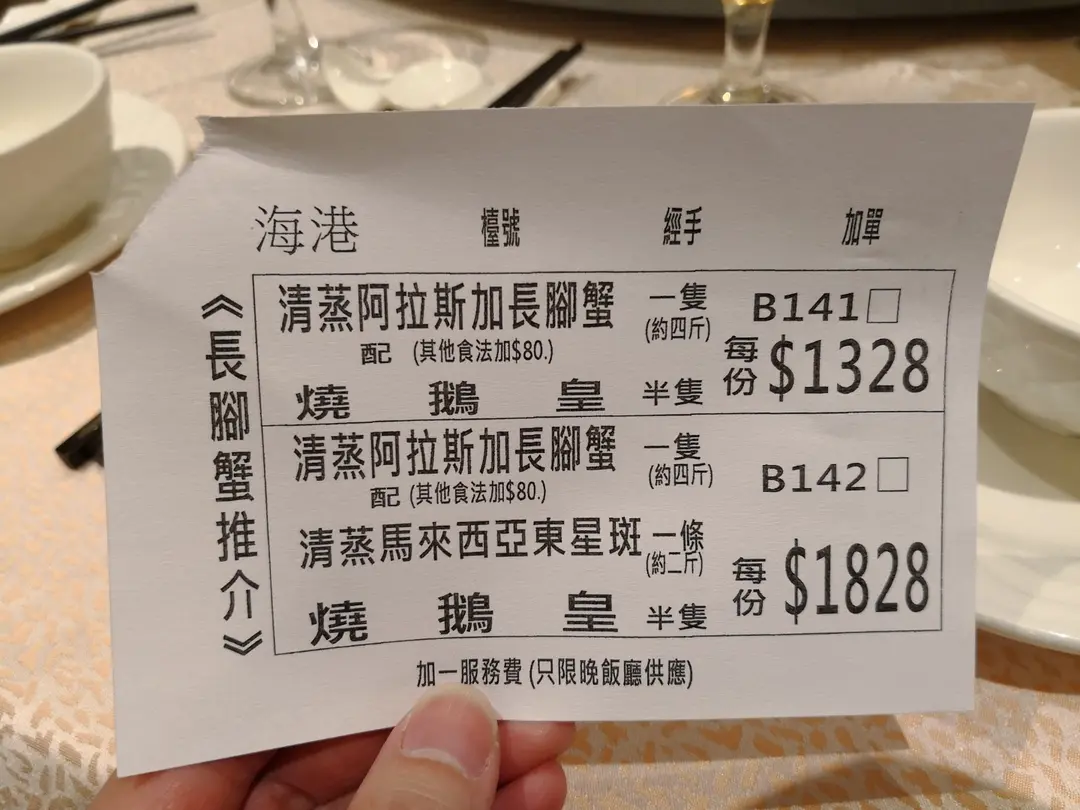 海港 檯號 經手 加單
《長腳蟹推介》
清蒸阿拉斯加長腳蟹 一隻 (約四斤) B141□
配 (其他食法加$80.)
燒鵝皇 半隻 每份 $1328
清蒸阿拉斯加長腳蟹 一隻 (約四斤) B142□
配 (其他食法加$80.)
清蒸馬來西亞東星斑 一條 (約二斤)
燒鵝皇 半隻 每份 $1828
加一服務費 (只限晚飯廳供應)